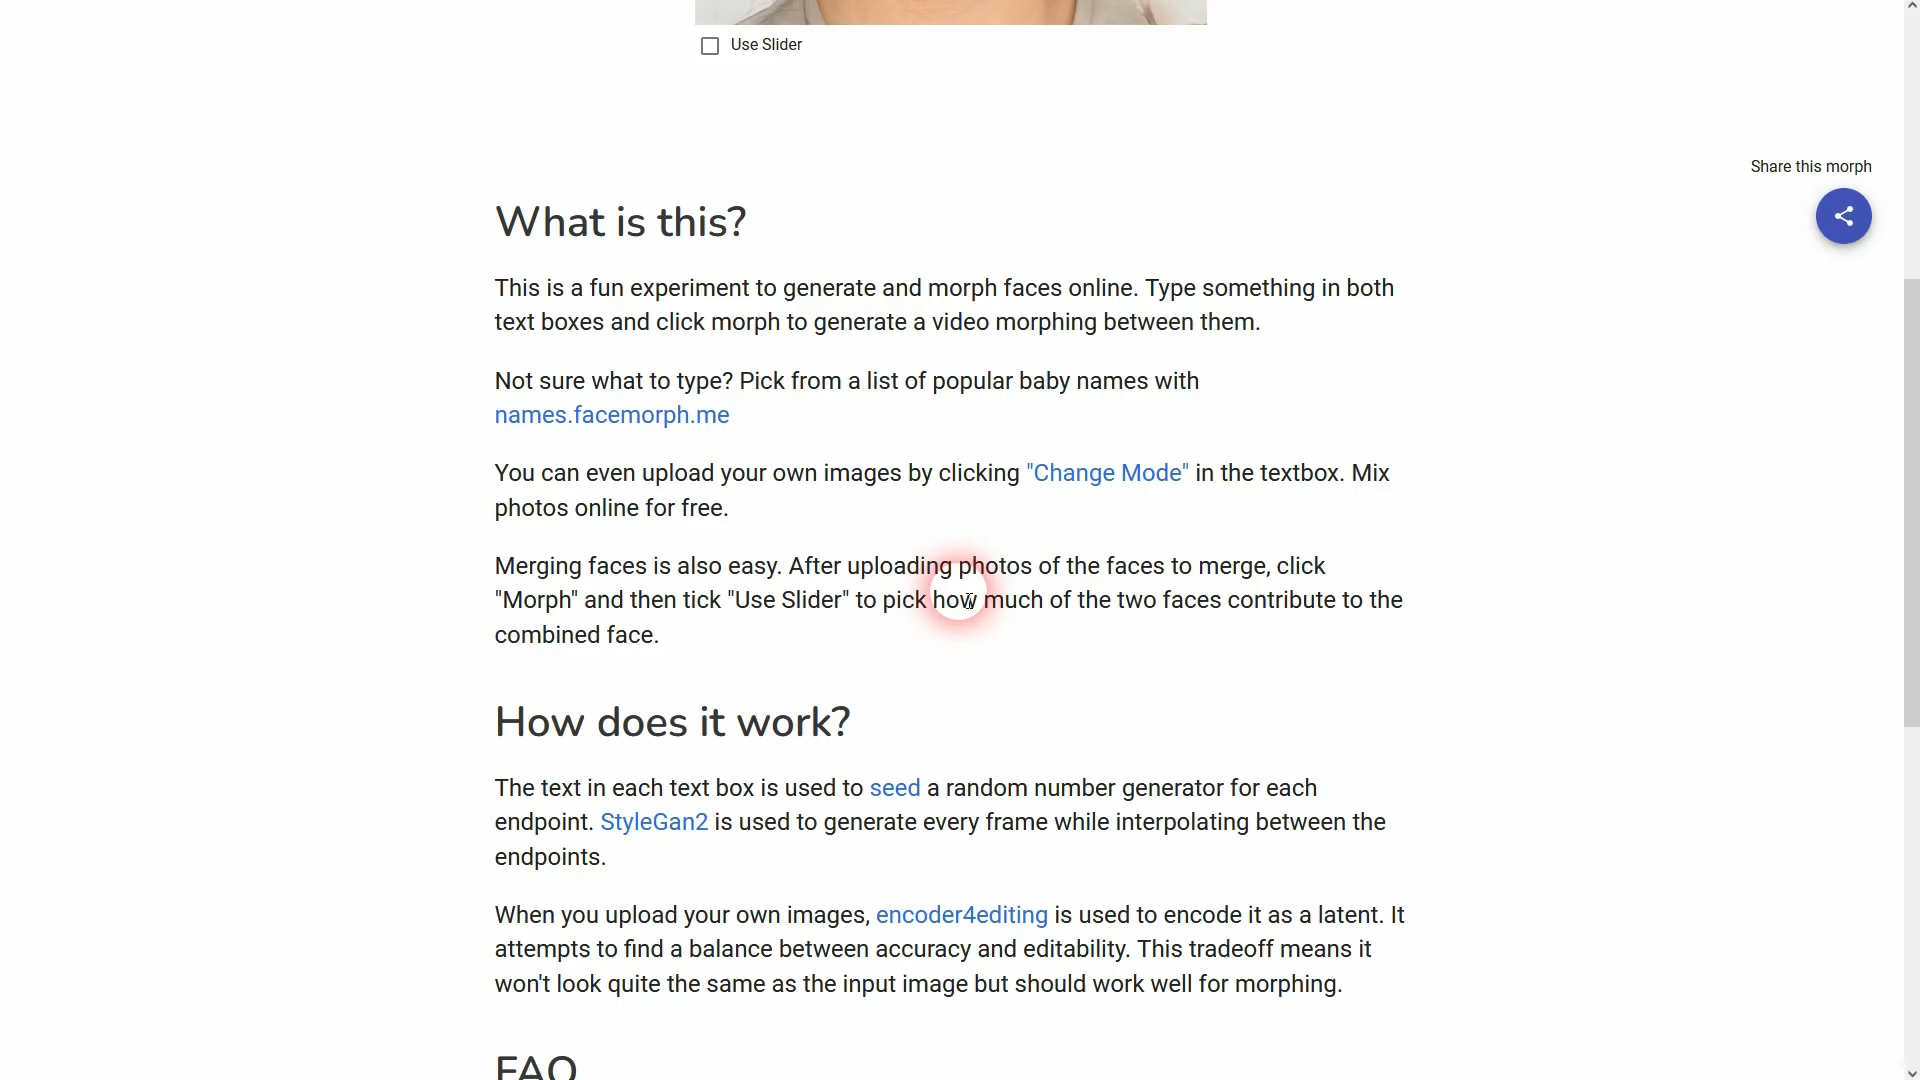 Use Slider
Share this morph
What is this?
This is a fun experiment to generate and morph faces online. Type something in both
text boxes and click morph to generate a video morphing between them.
Not sure what to type? Pick from a list of popular baby names with
names.facemorph.me
You can even upload your own images by clicking "Change Mode" in the textbox. Mix
photos online for free.
Merging faces is also easy. After uploading photos of the faces to merge, click
"Morph" and then tick "Use Slider" to pick how much of the two faces contribute to the
combined face.
How does it work?
The text in each text box is used to seed a random number generator for each
endpoint. StyleGan2 is used to generate every frame while interpolating between the
endpoints.
When you upload your own images, encoder4editing is used to encode it as a latent. It
attempts to find a balance between accuracy and editability. This tradeoff means it
won't look quite the same as the input image but should work well for morphing.
FAQ